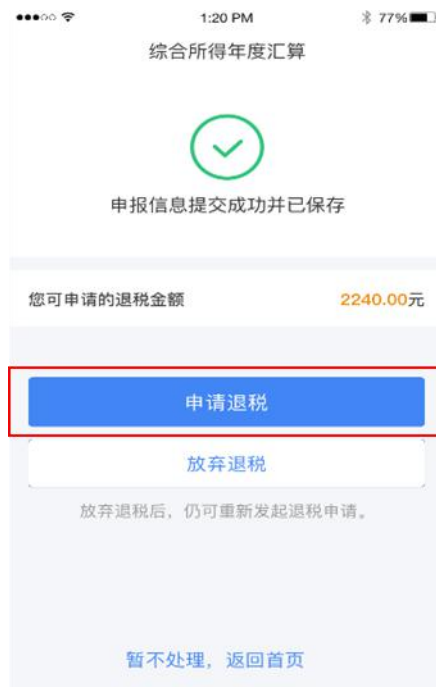 1:20 PM
77%
综合所得年度汇算
申报信息提交成功并已保存
您可申请的退税金额
2240.00元
申请退税
放弃退税
放弃退税后，仍可重新发起退税申请。
暂不处理，返回首页